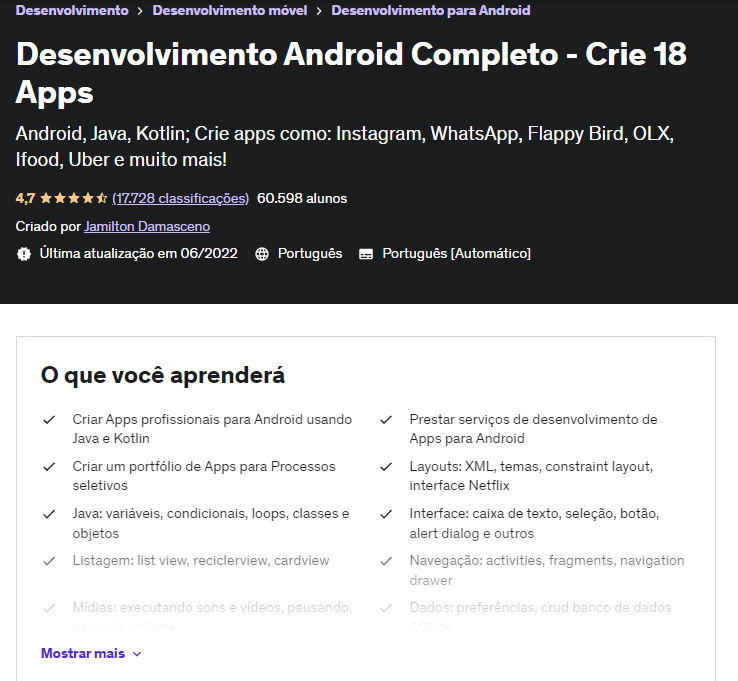 Desenvolvimento > Desenvolvimento móvel > Desenvolvimento para Android
Desenvolvimento Android Completo - Crie 18
Apps
Android, Java, Kotlin; Crie apps como: Instagram, WhatsApp, Flappy Bird, OLX,
Ifood, Uber e muito mais!
4,7 (17.728 classificações) 60.598 alunos
Criado por Jamilton Damasceno
Última atualização em 06/2022 Português Português [Automático]
O que você aprenderá
Criar Apps profissionais para Android usando
Java e Kotlin
Prestar serviços de desenvolvimento de
Apps para Android
Criar um portfólio de Apps para Processos
seletivos
Layouts: XML, temas, constraint layout,
interface Netflix
Java: variáveis, condicionais, loops, classes e
objetos
Interface: caixa de texto, seleção, botão,
alert dialog e outros
Listagem: list view, reciclerview, cardview
Navegação: activities, fragments, navigation
drawer
Mídias: executando sons e vídeos, pausando,
parando, volume
Dados: preferências, crud banco de dados
SQLite
Mostrar mais